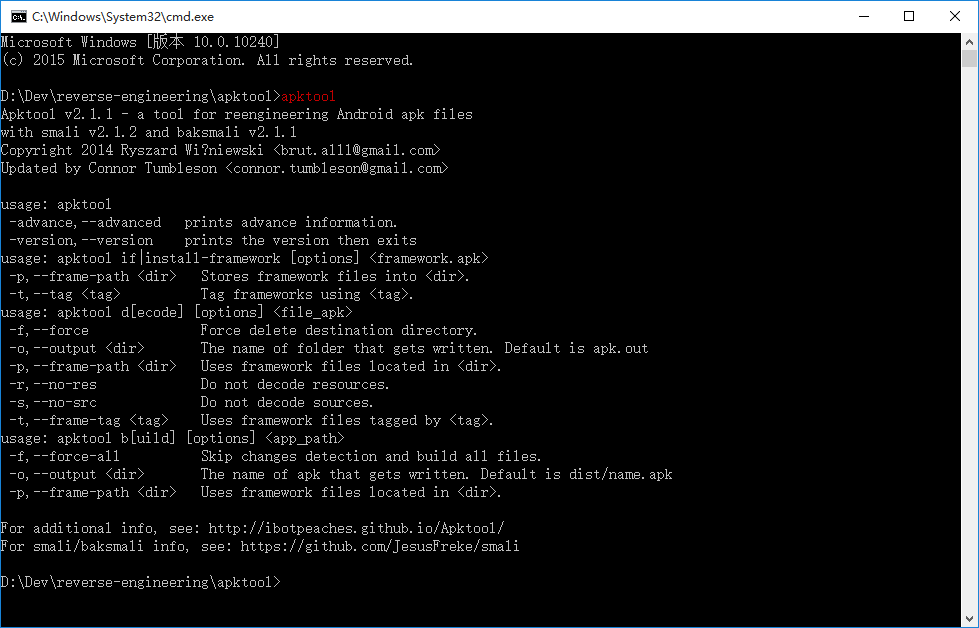 C:\Windows\System32\cmd.exe
Microsoft Windows [版本 10.0.10240]
(c) 2015 Microsoft Corporation. All rights reserved.
D:\Dev\reverse-engineering\apktool>apktool
Apktool v2.1.1 - a tool for reengineering Android apk files
with smali v2.1.2 and baksmali v2.1.1
Copyright 2014 Ryszard Wi?niewski <brut.alll@gmail.com>
Updated by Connor Tumbleson <connor.tumbleson@gmail.com>
usage: apktool
-advance,--advanced   prints advance information.
-version,--version    prints the version then exits
usage: apktool if|install-framework [options] <framework.apk>
-p,--frame-path <dir>   Stores framework files into <dir>.
-t,--tag <tag>          Tag frameworks using <tag>.
usage: apktool d[ecode] [options] <file_apk>
-f,--force              Force delete destination directory.
-o,--output <dir>       The name of folder that gets written. Default is apk.out
-p,--frame-path <dir>   Uses framework files located in <dir>.
-r,--no-res             Do not decode resources.
-s,--no-src             Do not decode sources.
-t,--frame-tag <tag>    Uses framework files tagged by <tag>.
usage: apktool b[uild] [options] <app_path>
-f,--force-all          Skip changes detection and build all files.
-o,--output <dir>       The name of apk that gets written. Default is dist/name.apk
-p,--frame-path <dir>   Uses framework files located in <dir>.
For additional info, see: http://ibotpeaches.github.io/Apktool/
For smali/baksmali info, see: https://github.com/JesusFreke/smali
D:\Dev\reverse-engineering\apktool>